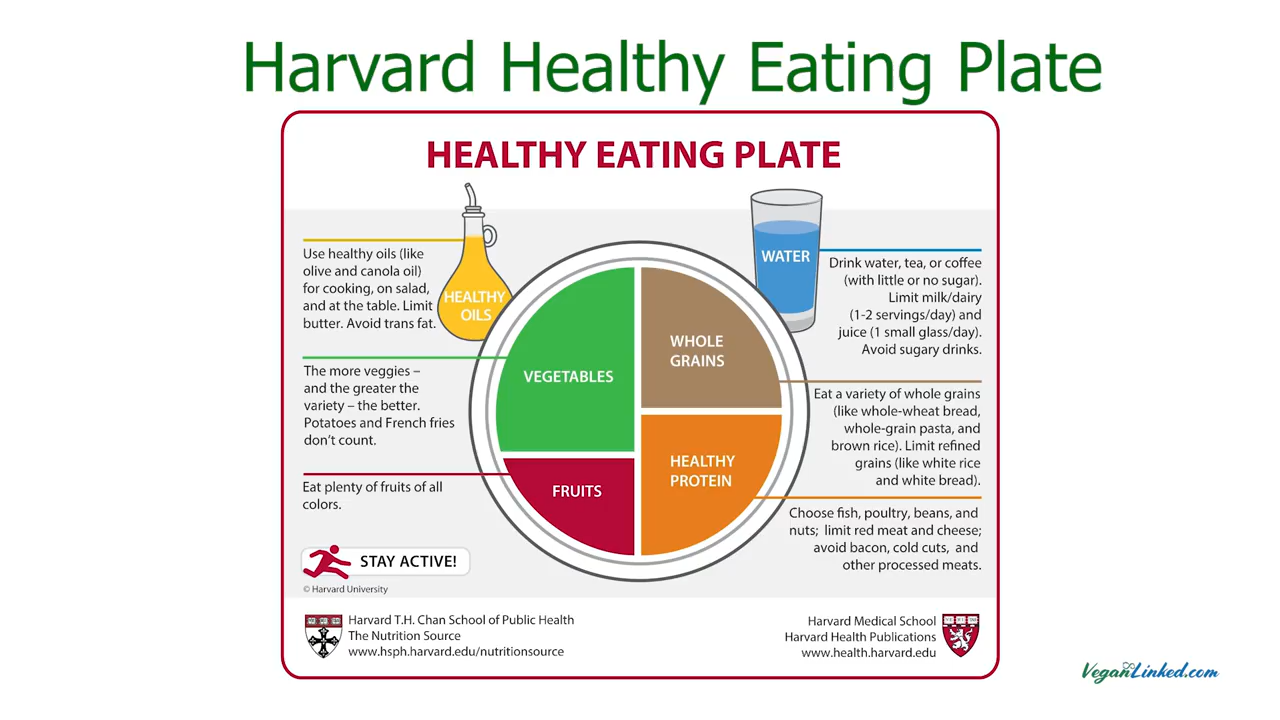 Harvard Healthy Eating Plate
HEALTHY EATING PLATE
Use healthy oils (like
olive and canola oil)
for cooking, on salad,
and at the table. Limit
butter. Avoid trans fat.
HEALTHY
OILS
The more veggies –
and the greater the
variety – the better.
Potatoes and French fries
don't count.
Eat plenty of fruits of all
colors.
STAY ACTIVE!
© Harvard University
VEGETABLES
FRUITS
WHOLE
GRAINS
HEALTHY
PROTEIN
WATER
Drink water, tea, or coffee
(with little or no sugar).
Limit milk/dairy
(1-2 servings/day) and
juice (1 small glass/day).
Avoid sugary drinks.
Eat a variety of whole grains
(like whole-wheat bread,
whole-grain pasta, and
brown rice). Limit refined
grains (like white rice
and white bread).
Choose fish, poultry, beans, and
nuts; limit red meat and cheese;
avoid bacon, cold cuts, and
other processed meats.
Harvard T.H. Chan School of Public Health
The Nutrition Source
www.hsph.harvard.edu/nutritionsource
Harvard Medical School
Harvard Health Publications
www.health.harvard.edu
VeganLinked.com